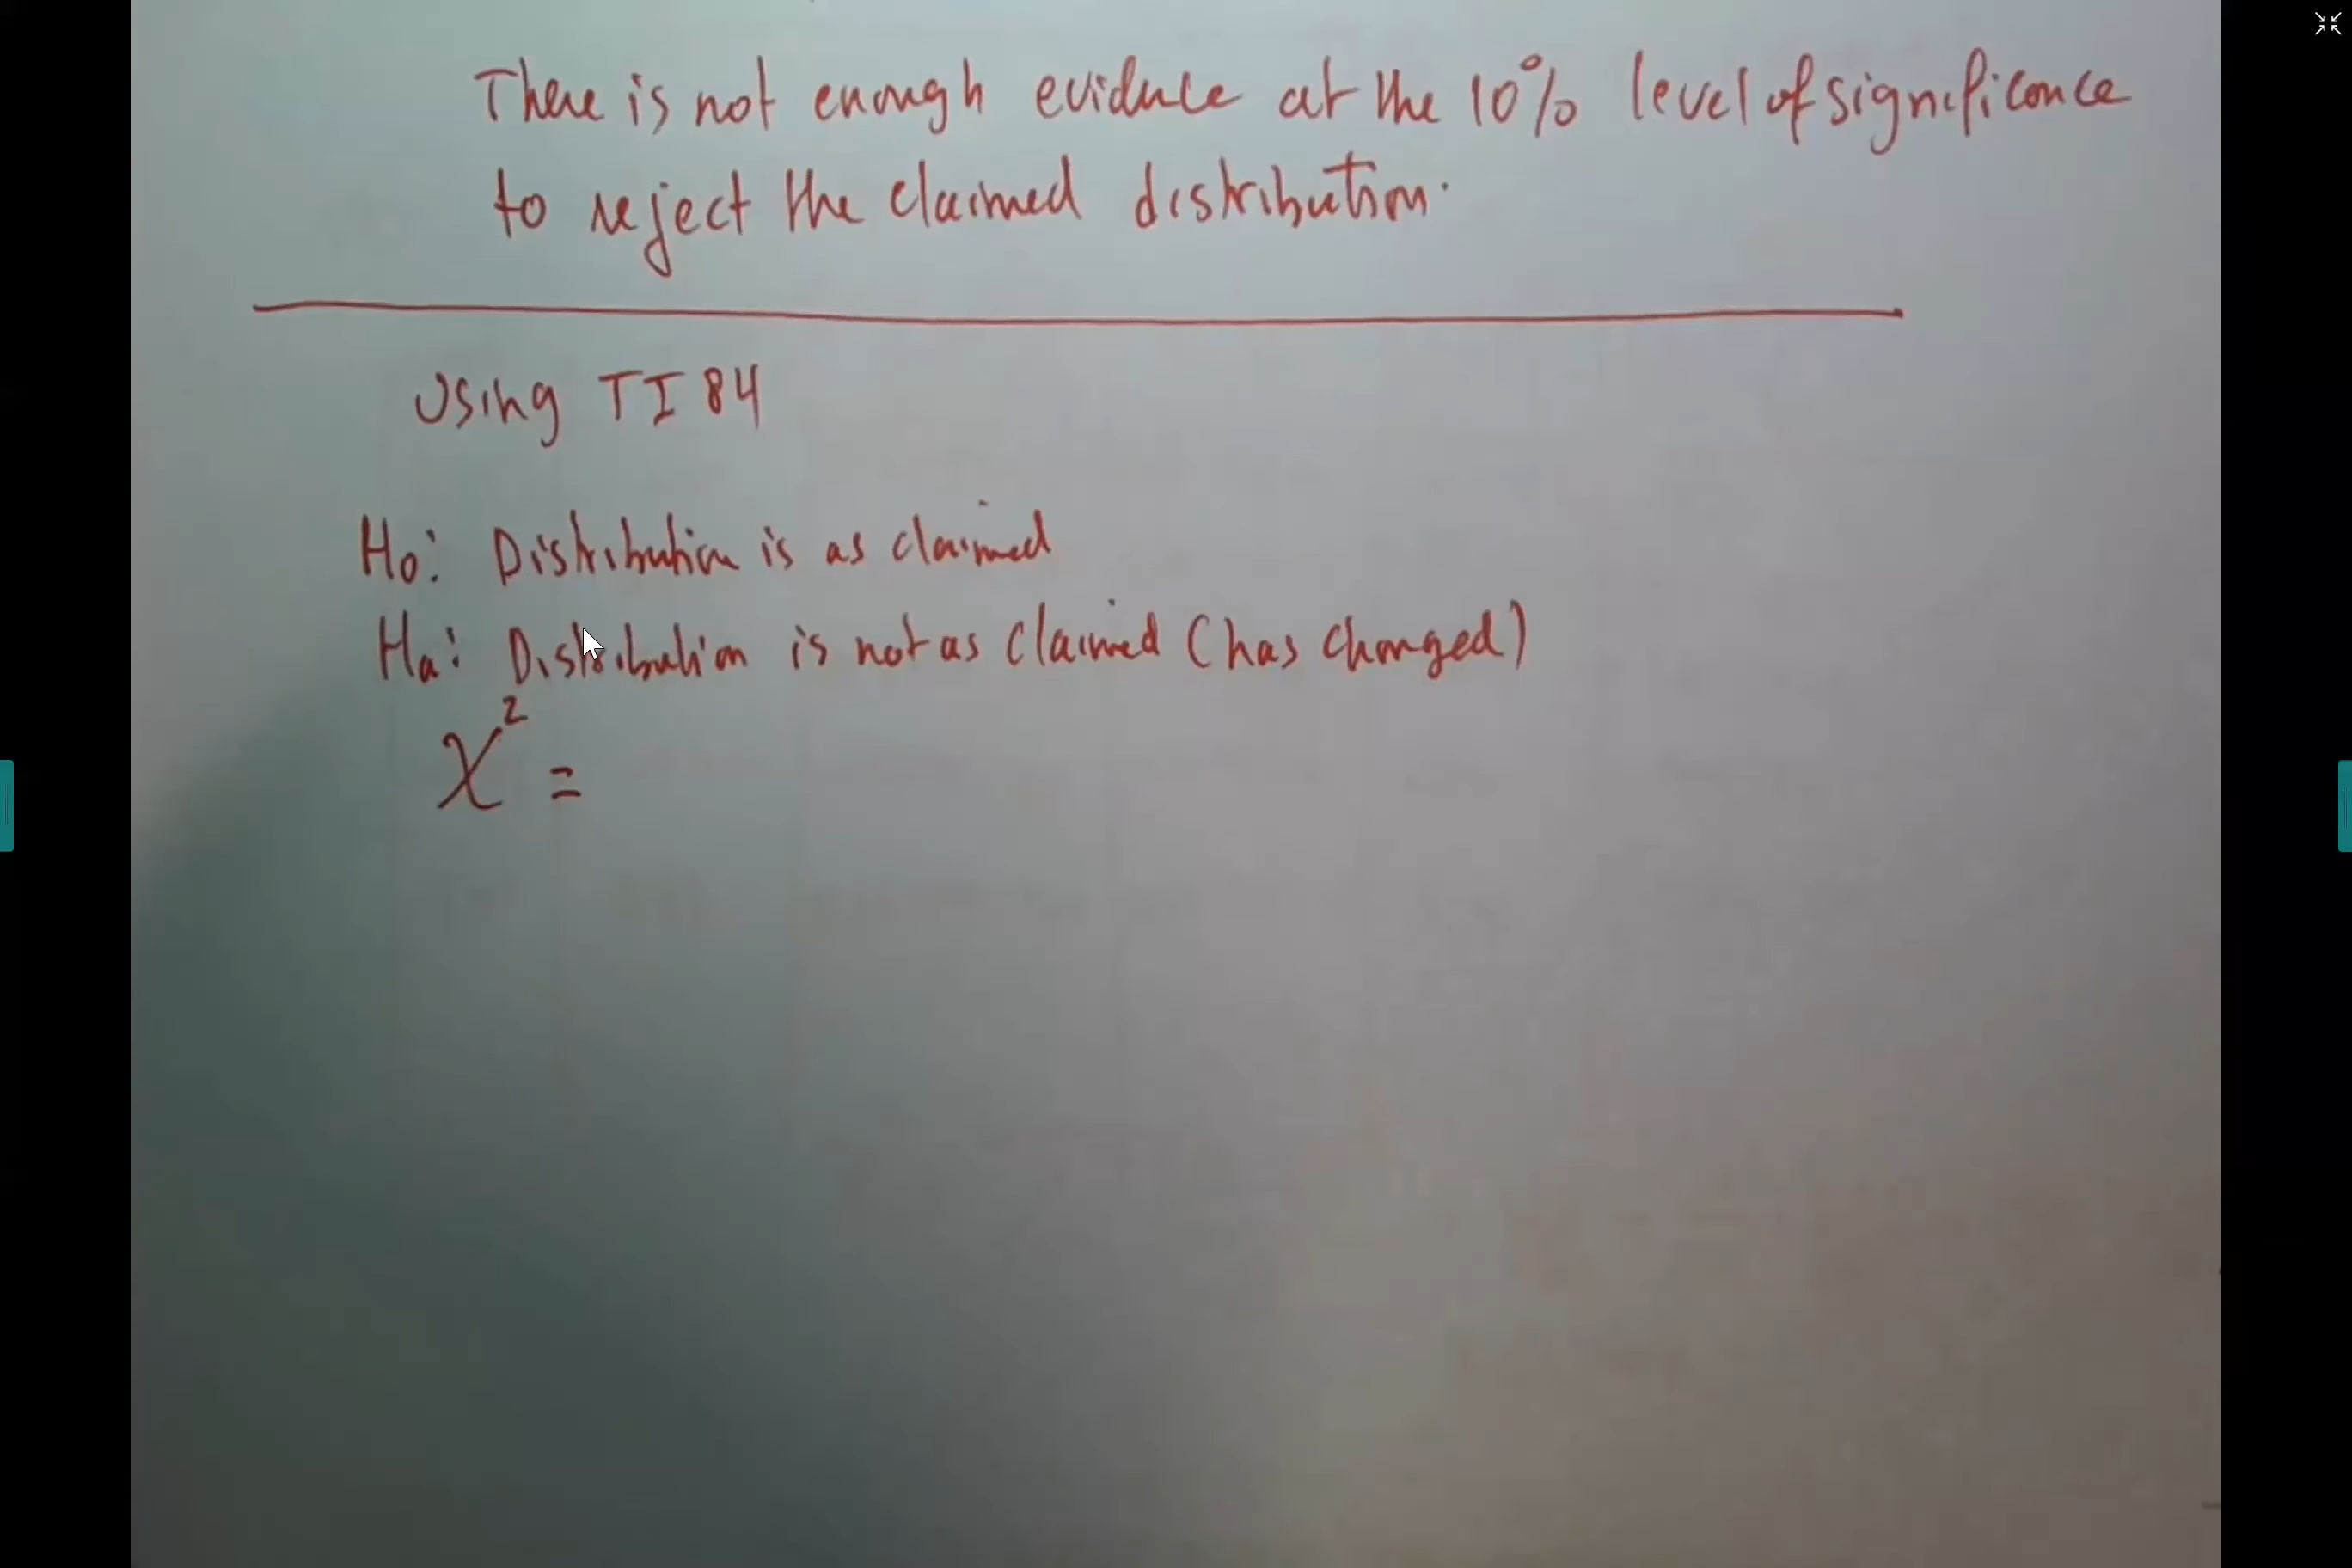 There is not enough evidence at the 10% level of significance
to reject the claimed distribution.
Using TI 84
Ho: Distribution is as claimed
Ha: Distribution is not as claimed (has changed)
χ² =